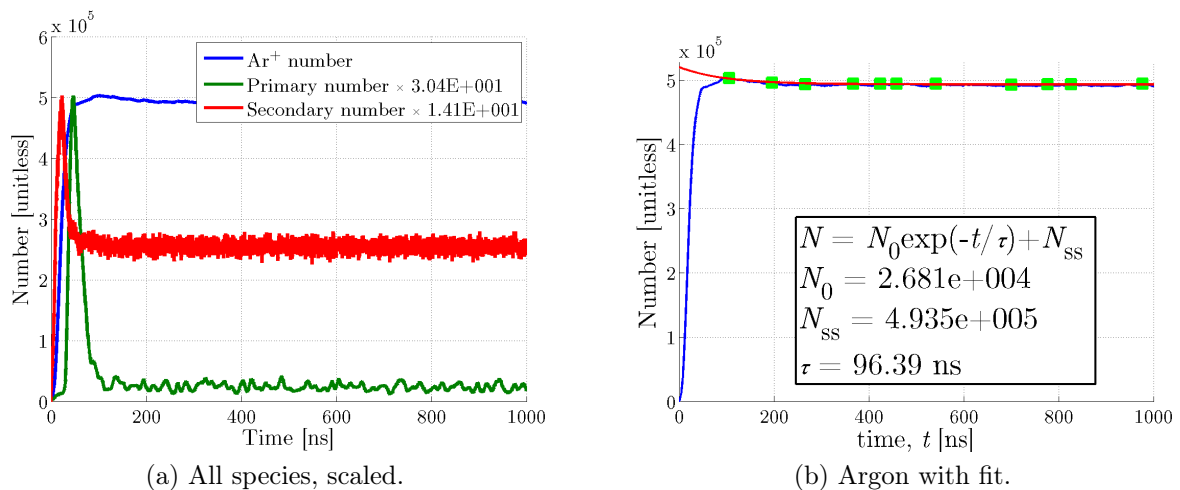 x 10^5
6
5
4
3
2
1
0
Number [unitless]
Ar^+ number
Primary number × 3.04E+001
Secondary number × 1.41E+001
0 200 400 600 800 1000
Time [ns]
(a) All species, scaled.
x 10^5
5
4
3
2
1
0
Number [unitless]
N = N_0exp(-t/τ)+N_ss
N_0 = 2.681e+004
N_ss = 4.935e+005
τ = 96.39 ns
0 200 400 600 800 1000
time, t [ns]
(b) Argon with fit.